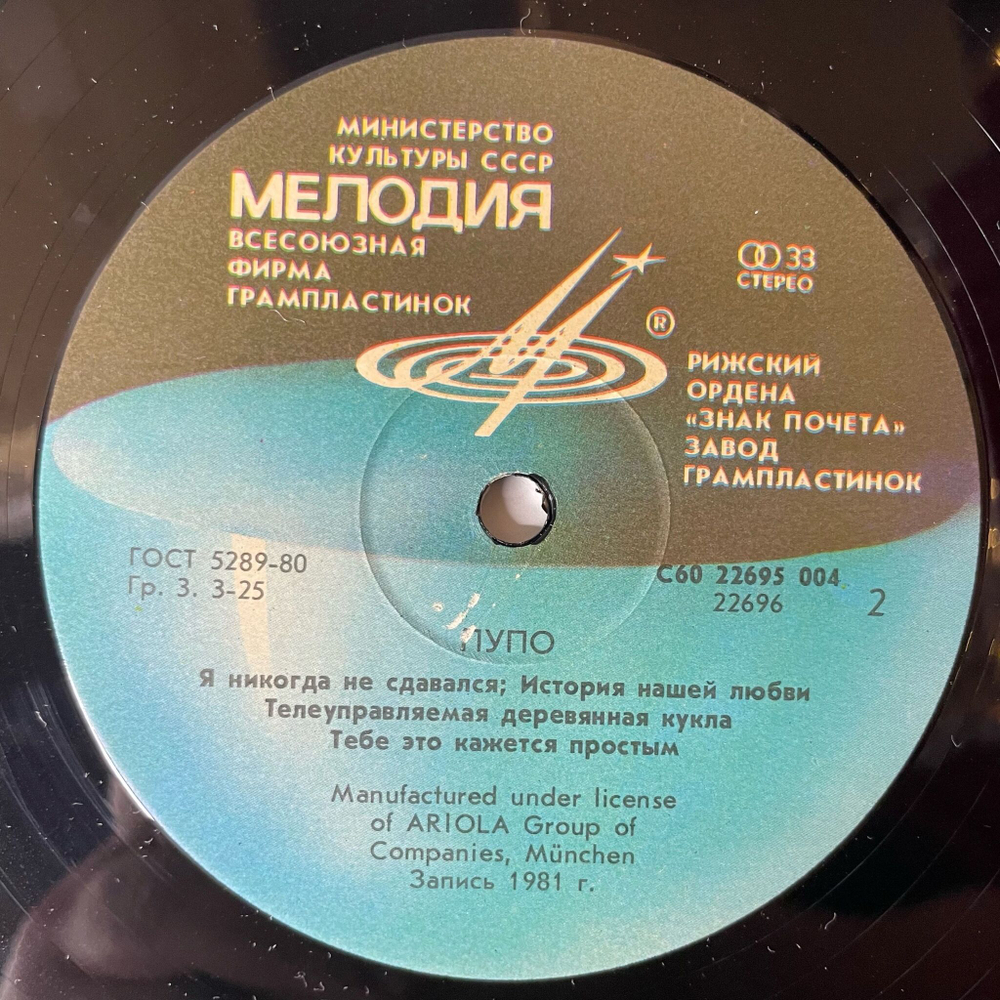 МИНИСТЕРСТВО
КУЛЬТУРЫ СССР
МЕЛОДИЯ
ВСЕСОЮЗНАЯ
ФИРМА
ГРАМПЛАСТИНОК
33
СТЕРЕО
®
РИЖСКИЙ
ОРДЕНА
«ЗНАК ПОЧЕТА»
ЗАВОД
ГРАМПЛАСТИНОК
ГОСТ 5289-80
Гр. 3. 3-25
С60 22695 004
22696
2
ПУПО
Я никогда не сдавался; История нашей любви
Телеуправляемая деревянная кукла
Тебе это кажется простым
Manufactured under license
of ARIOLA Group of
Companies, München
Запись 1981 г.